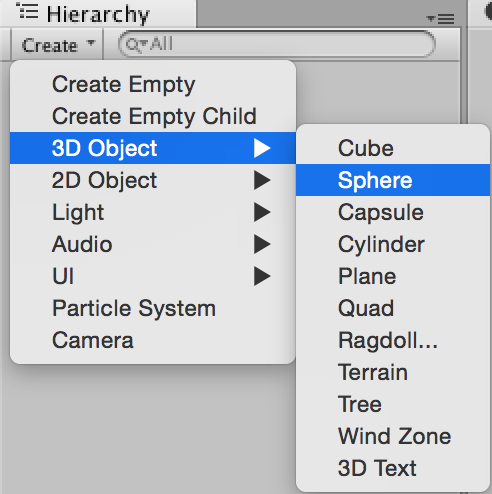 Hierarchy
Create
All
Create Empty
Create Empty Child
3D Object
2D Object
Light
Audio
UI
Particle System
Camera
Cube
Sphere
Capsule
Cylinder
Plane
Quad
Ragdoll...
Terrain
Tree
Wind Zone
3D Text